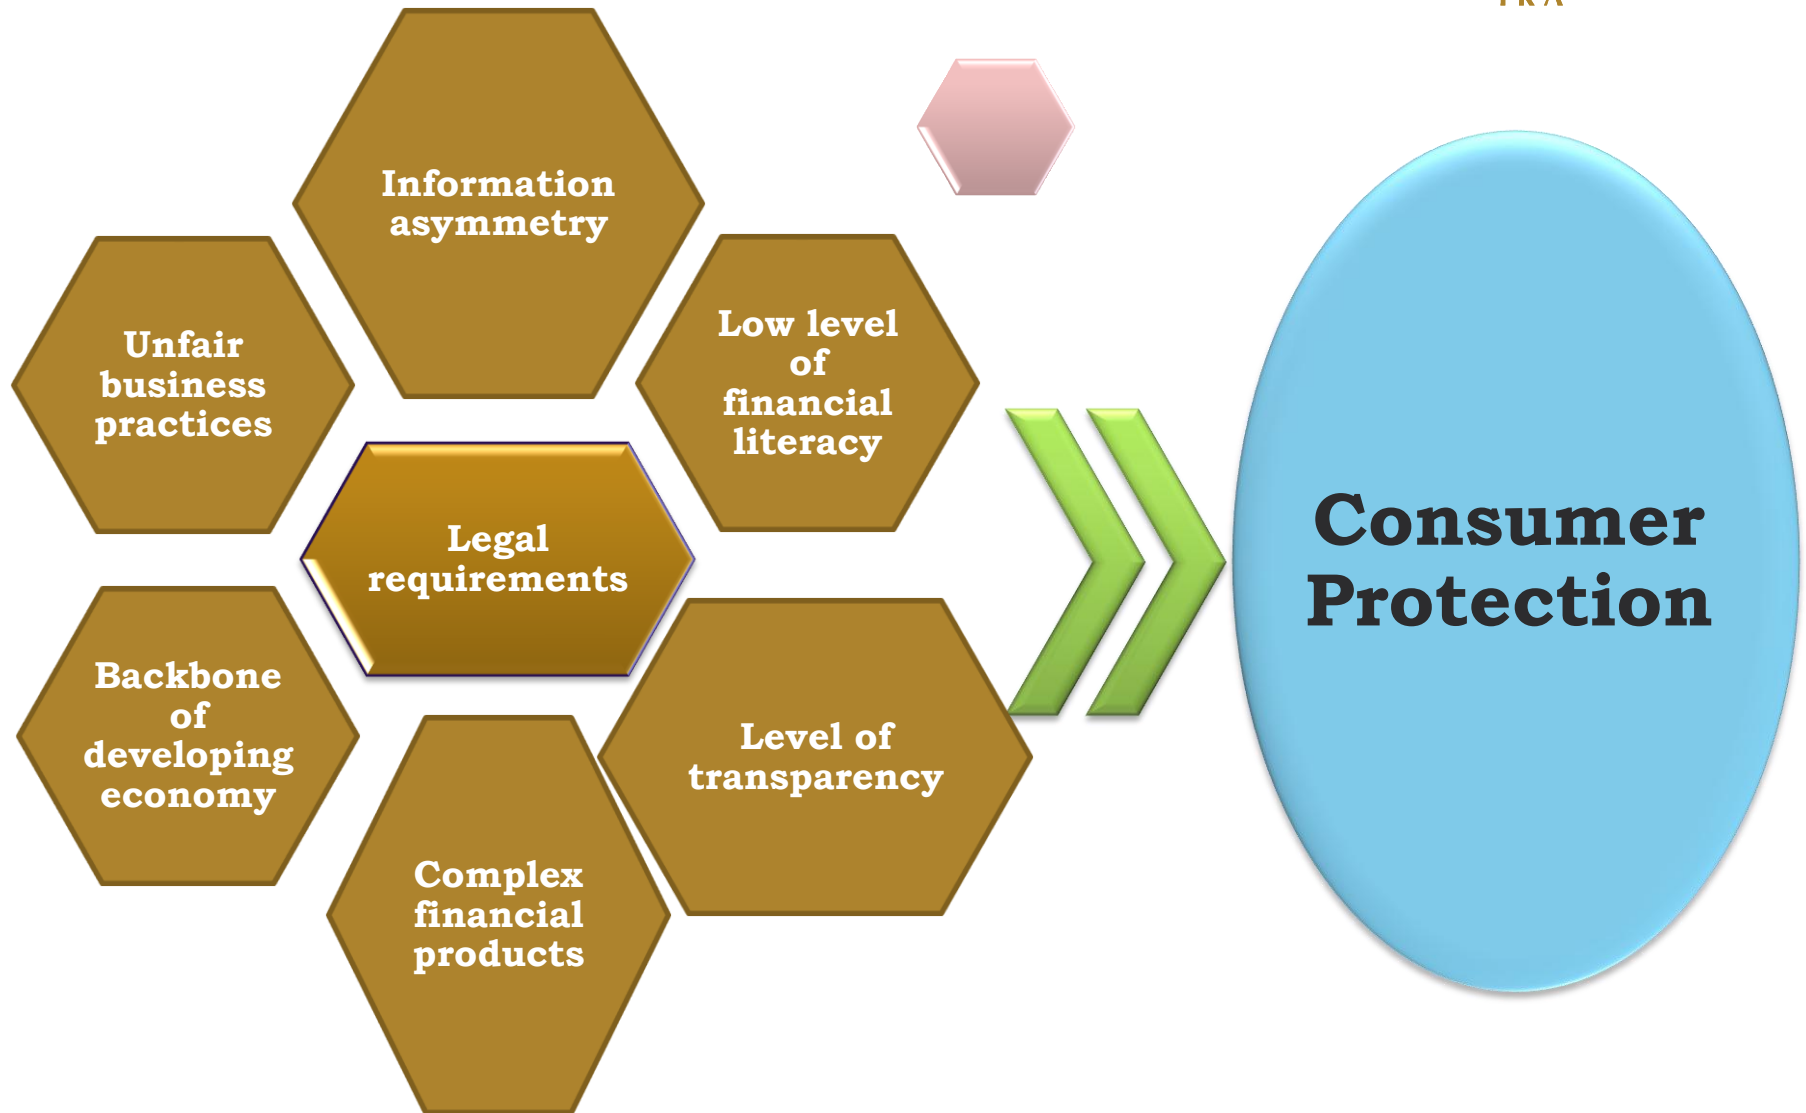 Information
asymmetry
Unfair
business
practices
Low level
of
financial
literacy
Legal
requirements
Backbone
of
developing
economy
Level of
transparency
Complex
financial
products
Consumer
Protection